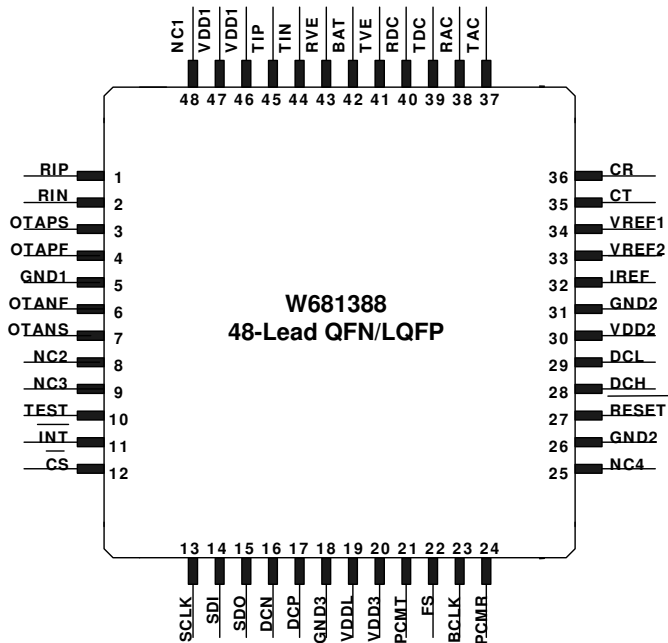 NC1
VDD1
VDD1
TIP
TIN
RVE
BAT
TVE
RDC
TDC
RAC
TAC
48 47 46 45 44 43 42 41 40 39 38 37
RIP 1
RIN 2
OTAPS 3
OTAPF 4
GND1 5
OTANF 6
OTANS 7
NC2 8
NC3 9
TEST 10
INT 11
CS 12
W681388
48-Lead QFN/LQFP
36 CR
35 CT
34 VREF1
33 VREF2
32 IREF
31 GND2
30 VDD2
29 DCL
28 DCH
27 RESET
26 GND2
25 NC4
13 14 15 16 17 18 19 20 21 22 23 24
SCLK
SDI
SDO
DCN
DCP
GND3
VDDL
VDD3
PCMT
FS
BCLK
PCMR